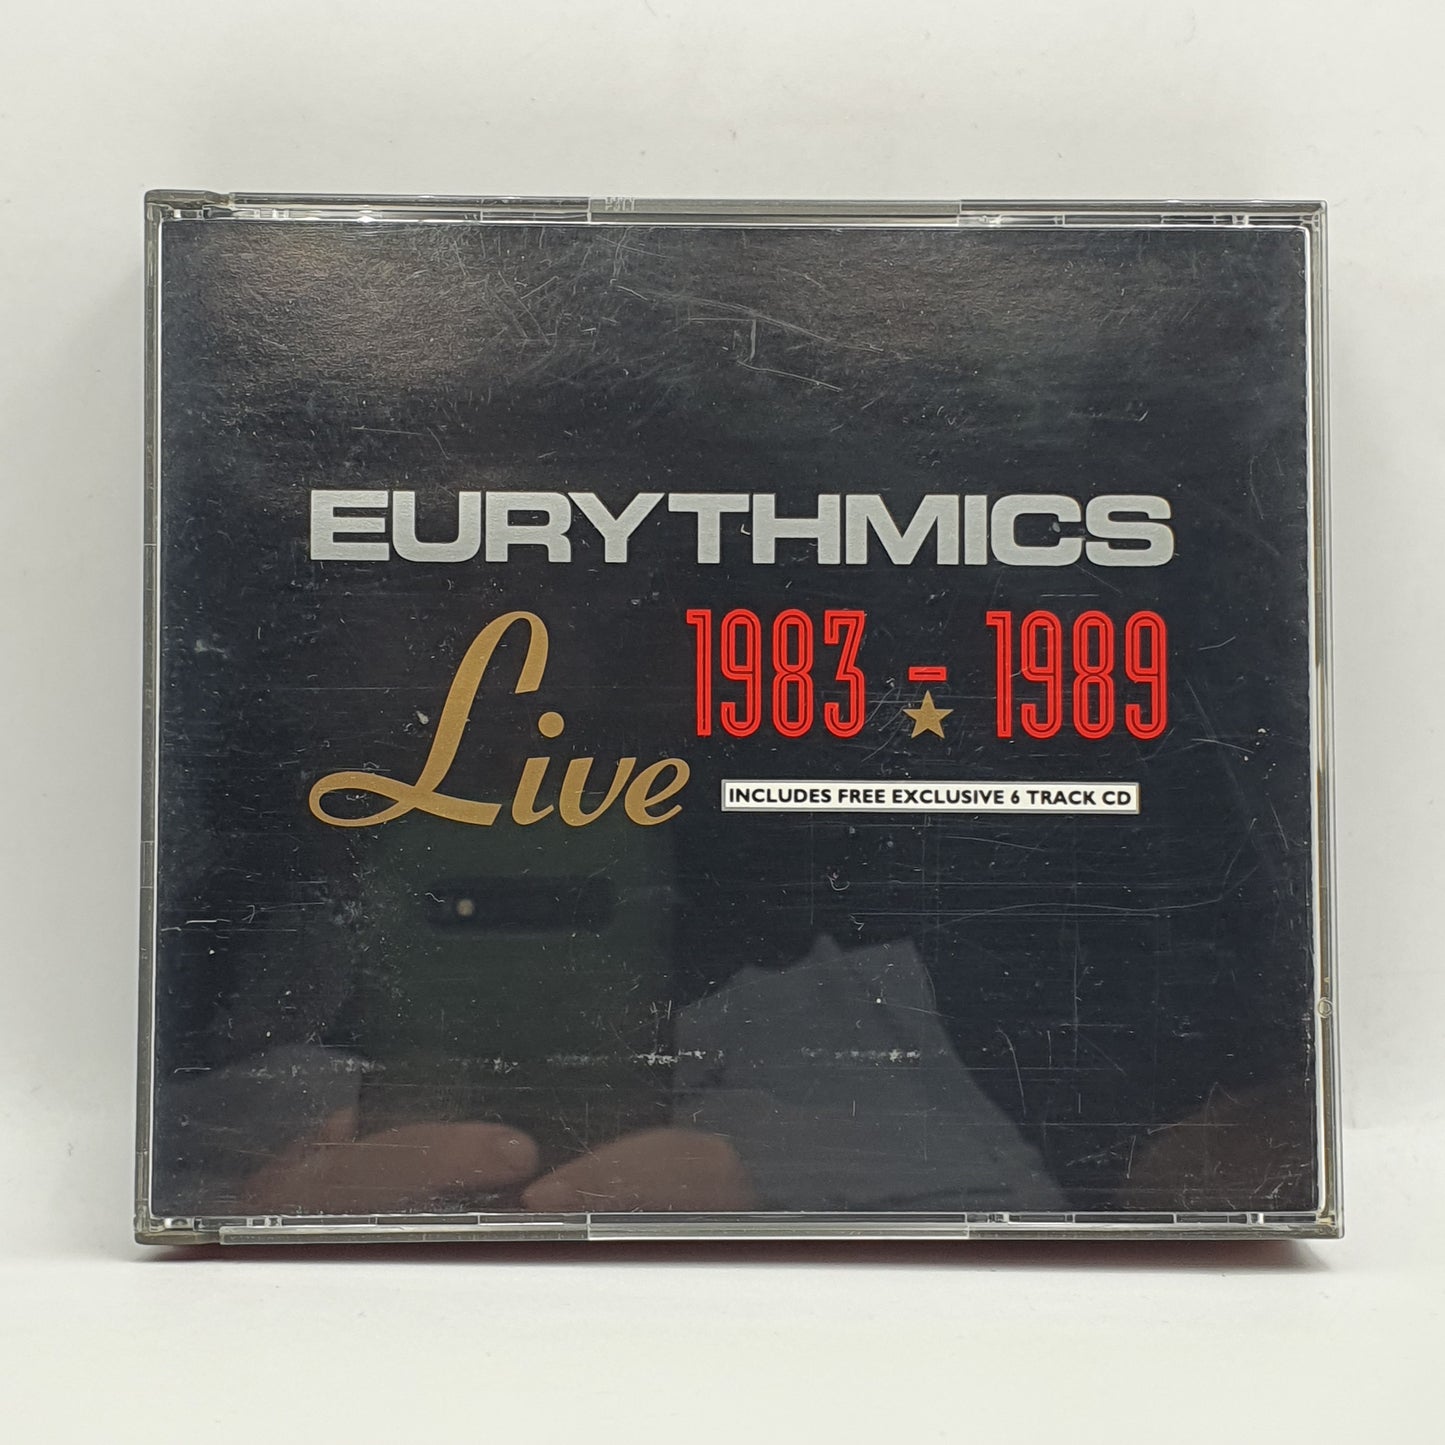 EURYTHMICS
Live 1983 - 1989
INCLUDES FREE EXCLUSIVE 6 TRACK CD